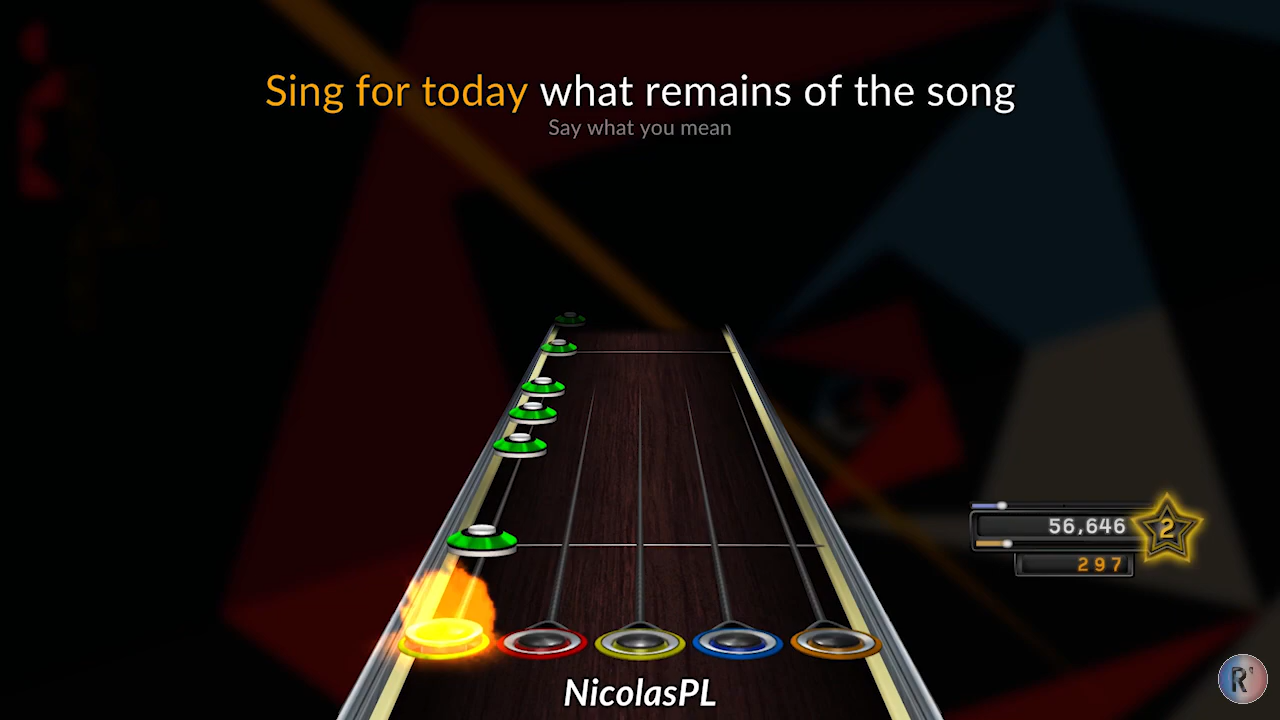 Sing for today what remains of the song
Say what you mean
56,646
2
297
NicolasPL
R'